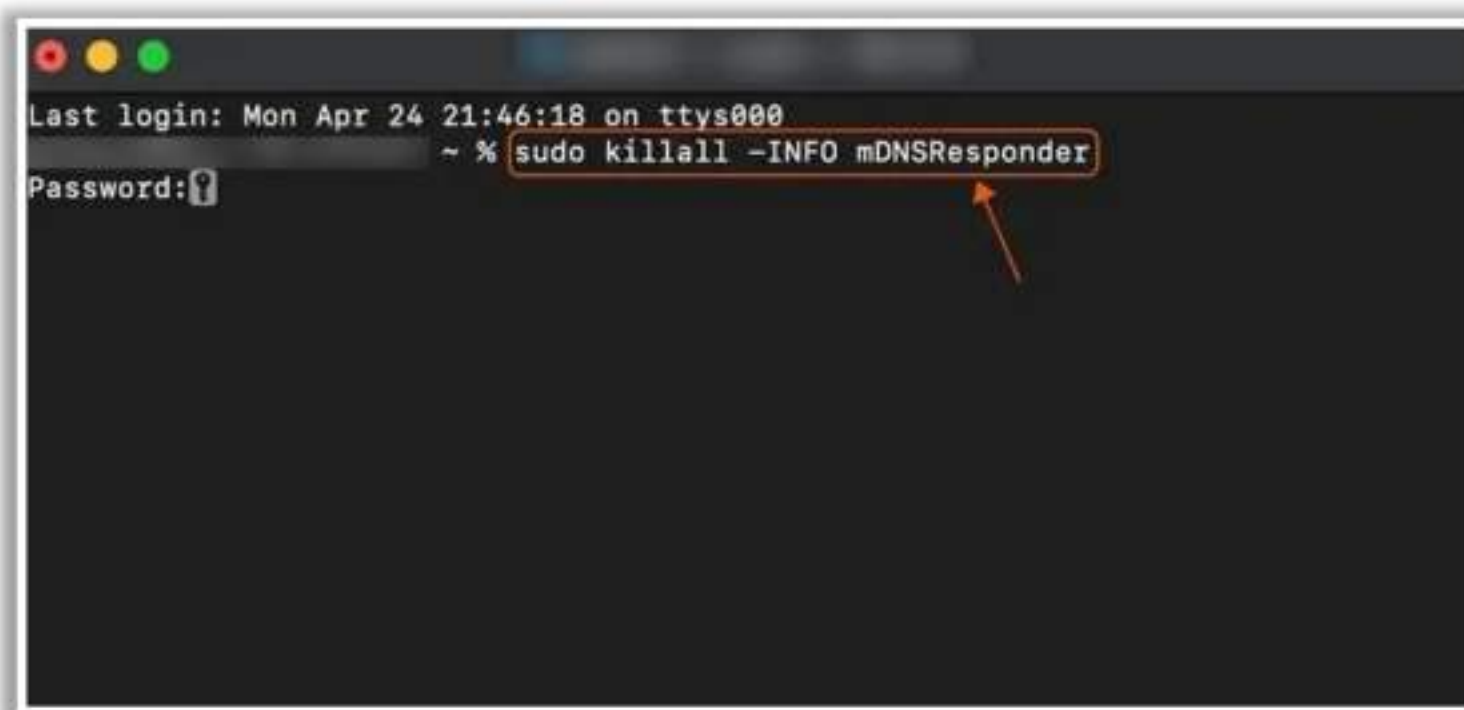 Last login: Mon Apr 24 21:46:18 on ttys000
~ % sudo killall -INFO mDNSResponder
Password: